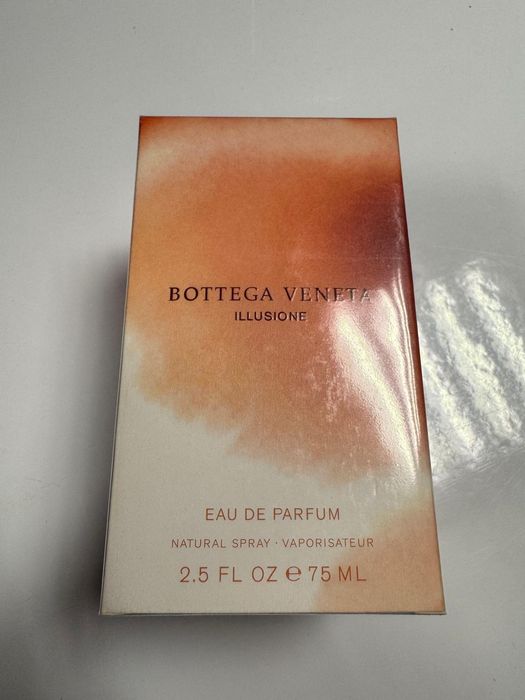 BOTTEGA VENETA
ILLUSIONE
EAU DE PARFUM
NATURAL SPRAY · VAPORISATEUR
2.5 FL OZ ℮ 75 ML